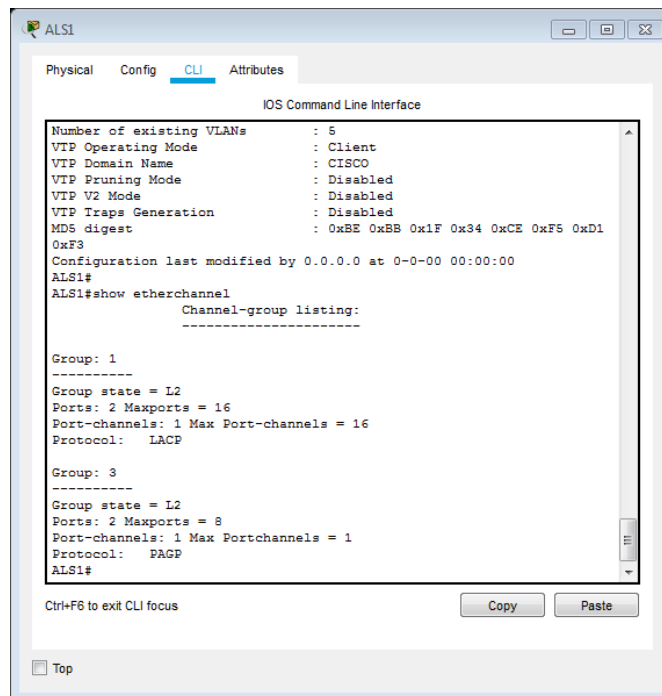 ALS1
Physical Config CLI Attributes
IOS Command Line Interface
Number of existing VLANs : 5
VTP Operating Mode : Client
VTP Domain Name : CISCO
VTP Pruning Mode : Disabled
VTP V2 Mode : Disabled
VTP Traps Generation : Disabled
MD5 digest : 0xBE 0xBB 0x1F 0x34 0xCE 0xF5 0xD1
0xF3
Configuration last modified by 0.0.0.0 at 0-0-00 00:00:00
ALS1#
ALS1#show etherchannel
Channel-group listing:
----------------------
Group: 1
----------
Group state = L2
Ports: 2 Maxports = 16
Port-channels: 1 Max Port-channels = 16
Protocol: LACP
Group: 3
----------
Group state = L2
Ports: 2 Maxports = 8
Port-channels: 1 Max Portchannels = 1
Protocol: PAGP
ALS1#
Ctrl+F6 to exit CLI focus Copy Paste
Top